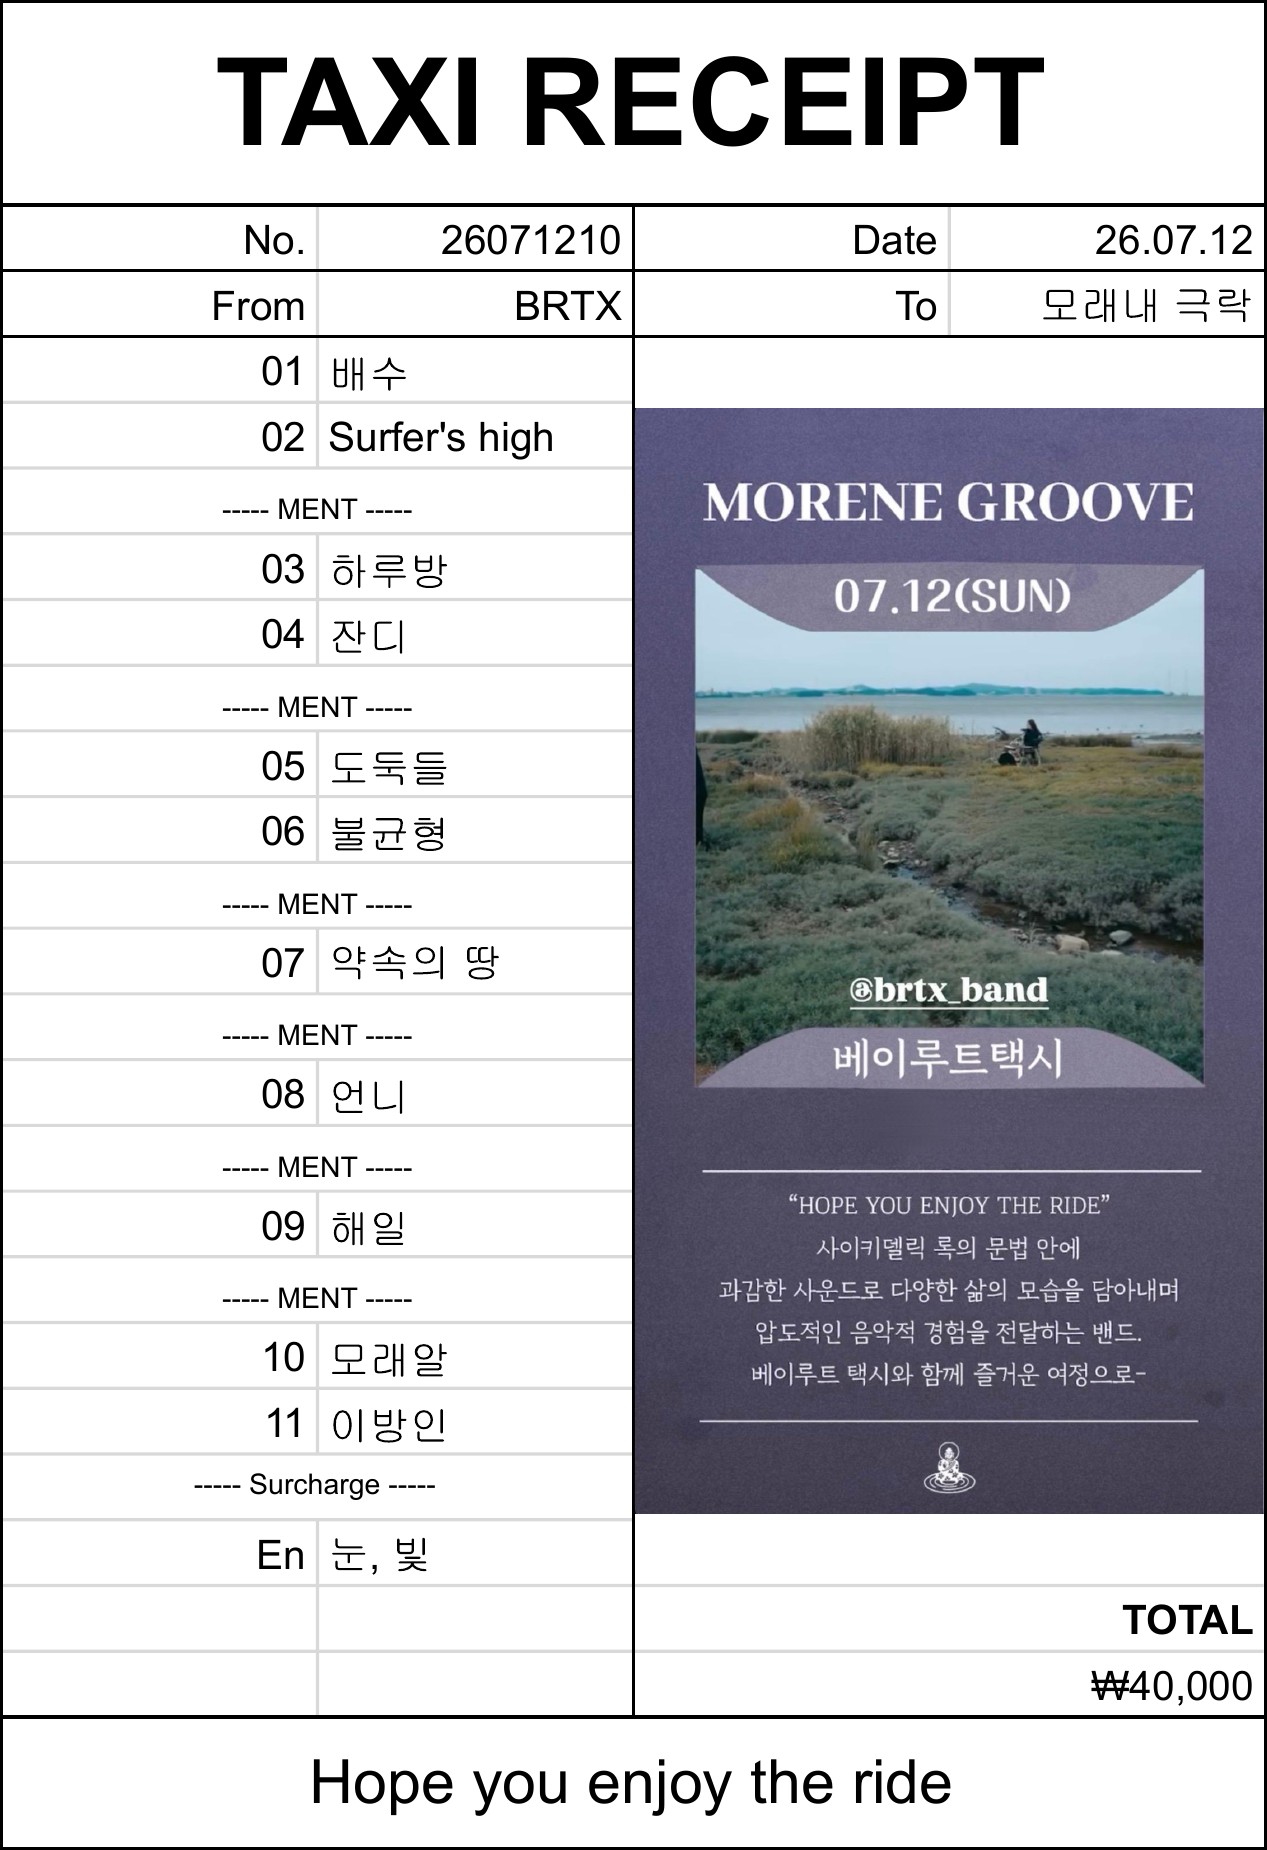 TAXI RECEIPT
No. 26071210 Date 26.07.12
From BRTX To 모래내 극락
01 배수
02 Surfer's high
----- MENT -----
03 하루방
04 잔디
----- MENT -----
05 도둑들
06 불균형
----- MENT -----
07 약속의 땅
----- MENT -----
08 언니
----- MENT -----
09 해일
----- MENT -----
10 모래알
11 이방인
----- Surcharge -----
En 눈, 빛
MORENE GROOVE
07.12(SUN)
@brtx_band
베이루트택시
“HOPE YOU ENJOY THE RIDE”
사이키델릭 록의 문법 안에
과감한 사운드로 다양한 삶의 모습을 담아내며
압도적인 음악적 경험을 전달하는 밴드.
베이루트 택시와 함께 즐거운 여정으로-
TOTAL
₩40,000
Hope you enjoy the ride